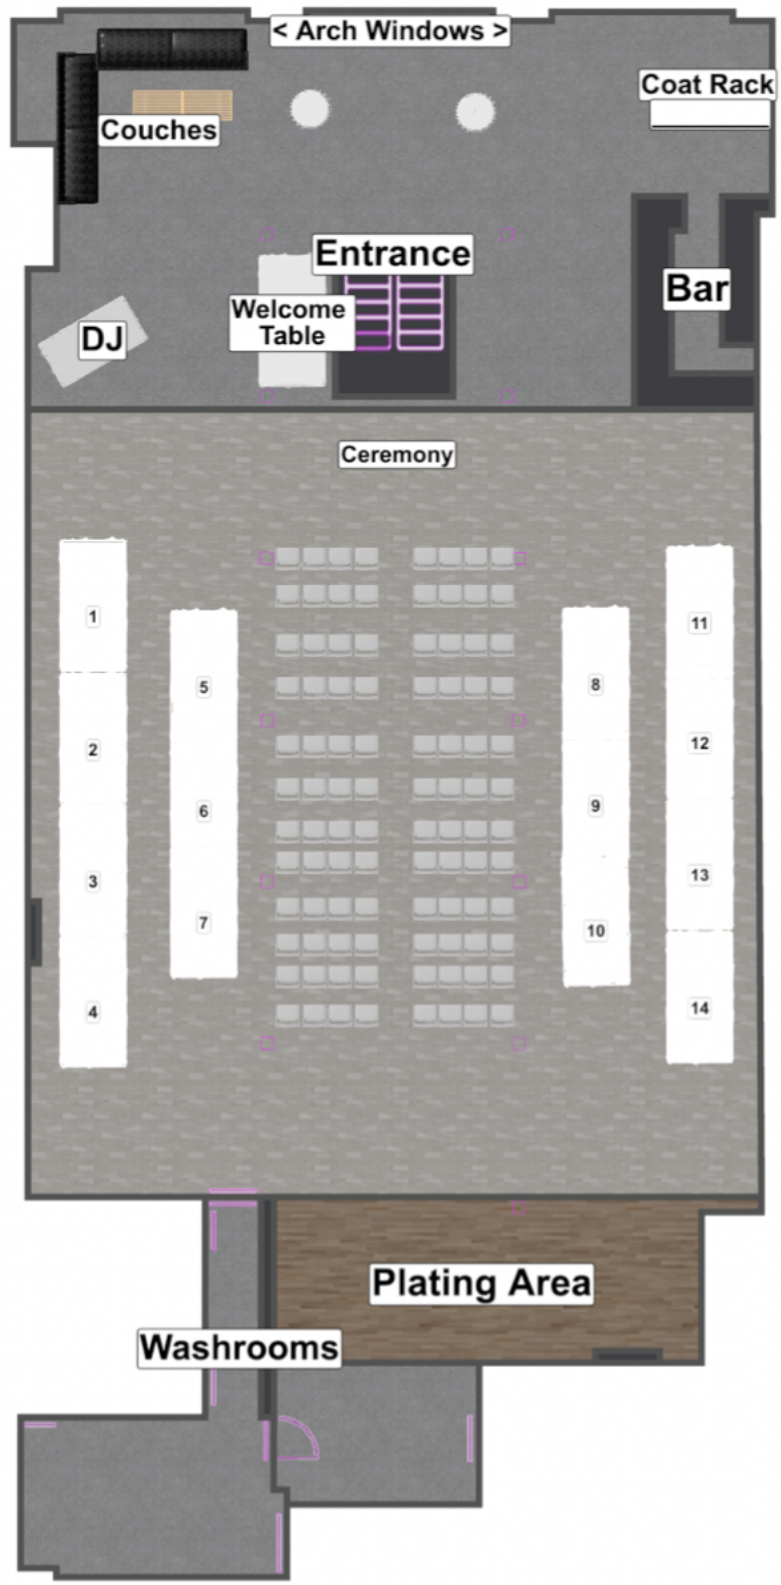 < Arch Windows >
Coat Rack
Couches
Entrance
Bar
Welcome
Table
DJ
Ceremony
1
2
3
4
5
6
7
8
9
10
11
12
13
14
Plating Area
Washrooms